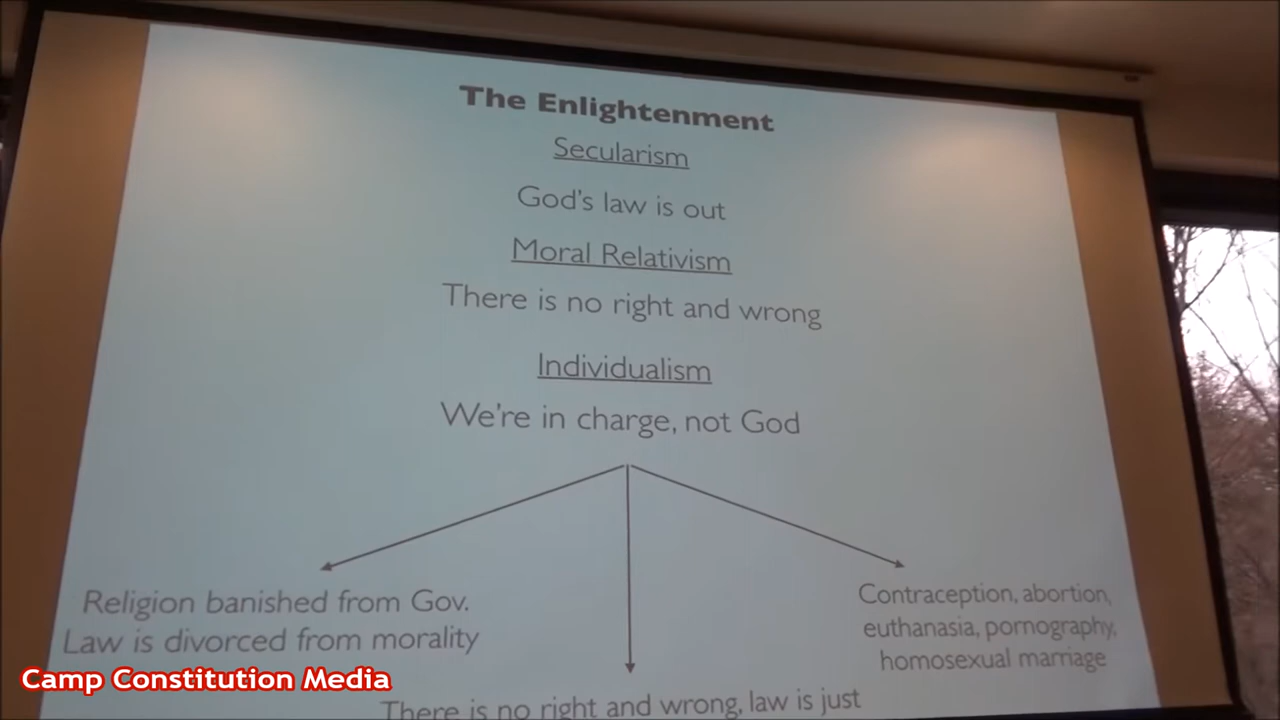 The Enlightenment
Secularism
God's law is out
Moral Relativism
There is no right and wrong
Individualism
We're in charge, not God
Religion banished from Gov.
Law is divorced from morality
Contraception, abortion,
euthanasia, pornography,
homosexual marriage
There is no right and wrong, law is just
Camp Constitution Media